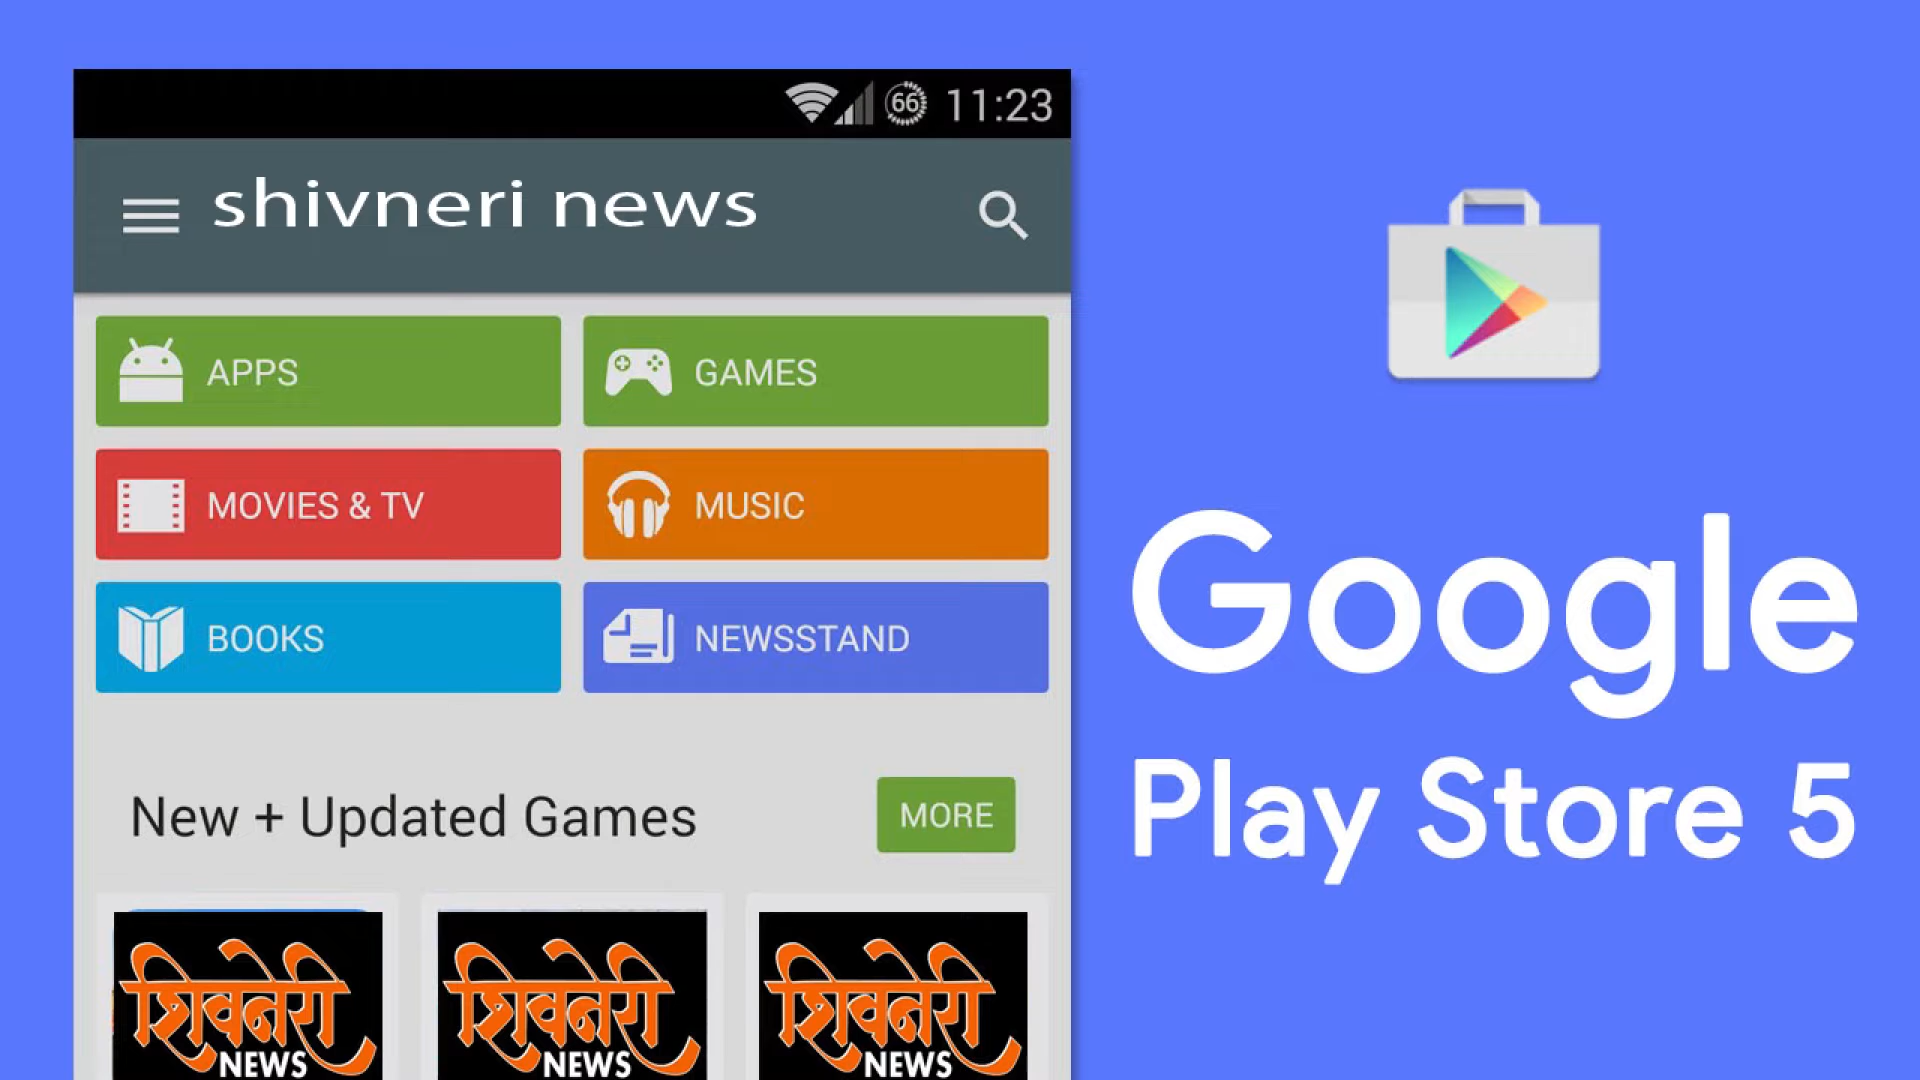 66 11:23
shivneri news
APPS
GAMES
MOVIES & TV
MUSIC
BOOKS
NEWSSTAND
New + Updated Games
MORE
शिवनेरी
NEWS
शिवनेरी
NEWS
शिवनेरी
NEWS
Google
Play Store 5